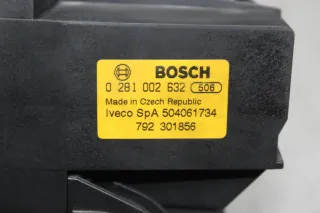 BOSCH
0 281 002 632 506
Made in Czech Republic
Iveco SpA 504061734
792 301856